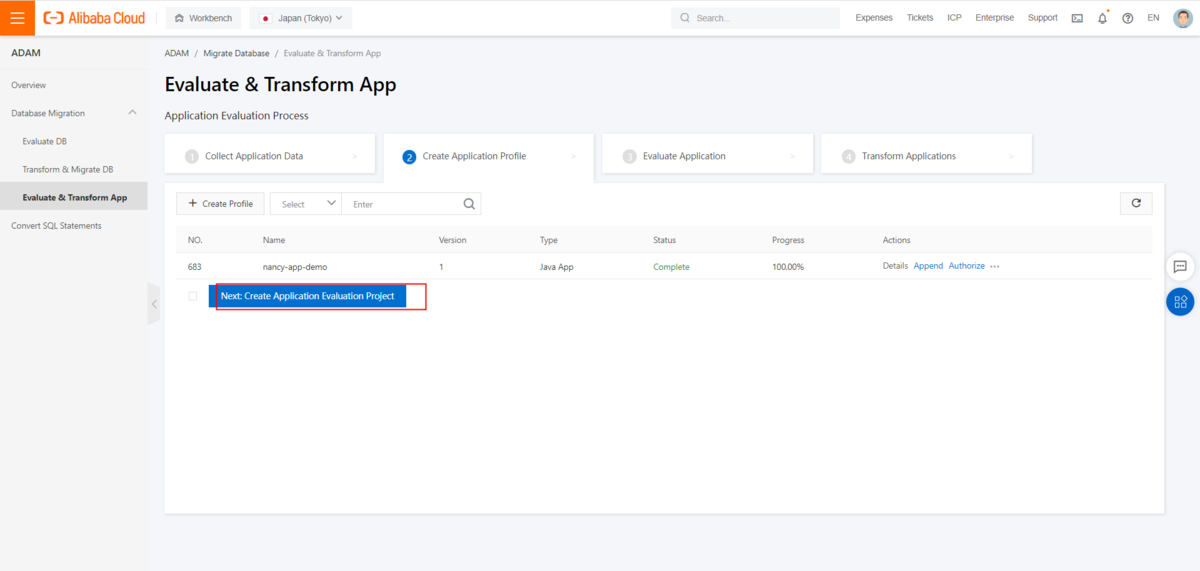 Alibaba Cloud Workbench Japan (Tokyo) Search... Expenses Tickets ICP Enterprise Support EN
ADAM
Overview
Database Migration
Evaluate DB
Transform & Migrate DB
Evaluate & Transform App
Convert SQL Statements
ADAM / Migrate Database / Evaluate & Transform App
Evaluate & Transform App
Application Evaluation Process
1 Collect Application Data >
2 Create Application Profile >
3 Evaluate Application >
4 Transform Applications >
+ Create Profile Select Enter
NO. Name Version Type Status Progress Actions
683 nancy-app-demo 1 Java App Complete 100.00% Details Append Authorize ···
Next: Create Application Evaluation Project